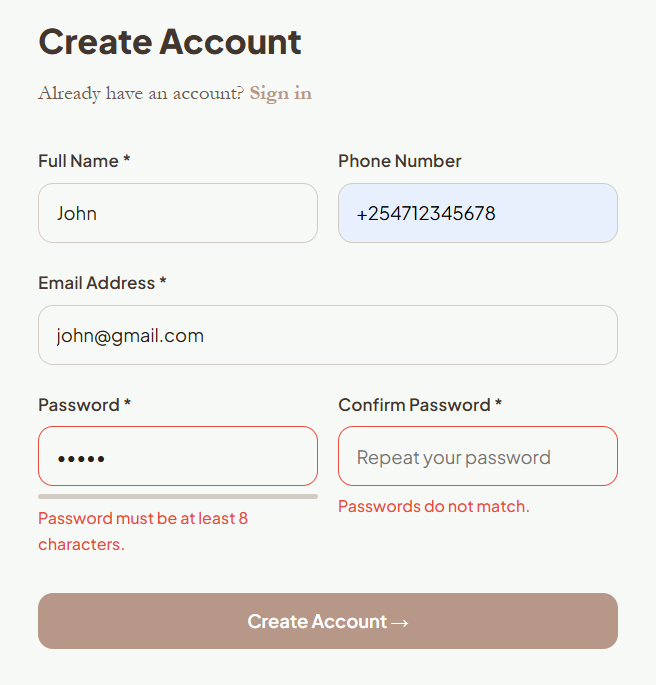 Create Account
Already have an account? Sign in
Full Name *
Phone Number
John
+254712345678
Email Address *
john@gmail.com
Password *
Confirm Password *
•••••
Repeat your password
Password must be at least 8
characters.
Passwords do not match.
Create Account →